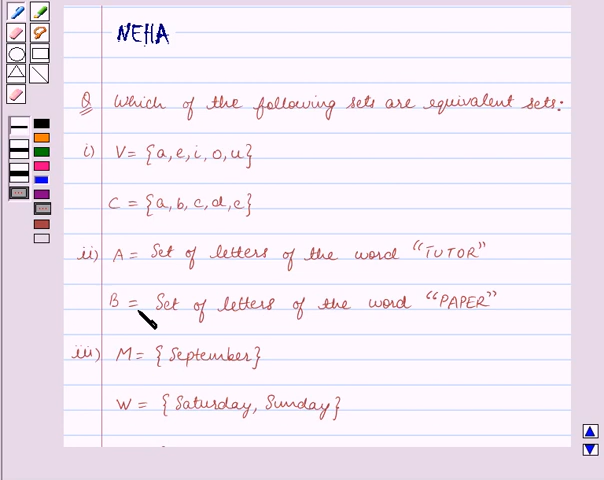 NEHA
Q Which of the following sets are equivalent sets:
i) V = {a, e, i, o, u}
C = {a, b, c, d, e}
ii) A = Set of letters of the word "TUTOR"
B = Set of letters of the word "PAPER"
iii) M = {September}
W = {Saturday, Sunday}